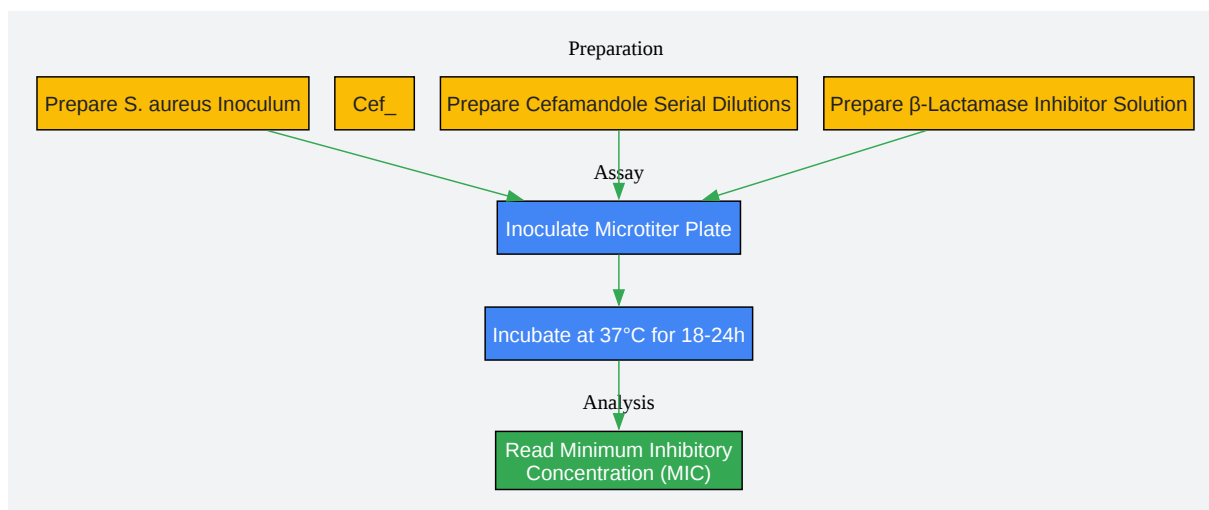 Preparation
Prepare S. aureus Inoculum
Cef_
Prepare Cefamandole Serial Dilutions
Prepare β-Lactamase Inhibitor Solution
Assay
Inoculate Microtiter Plate
Incubate at 37°C for 18-24h
Analysis
Read Minimum Inhibitory
Concentration (MIC)